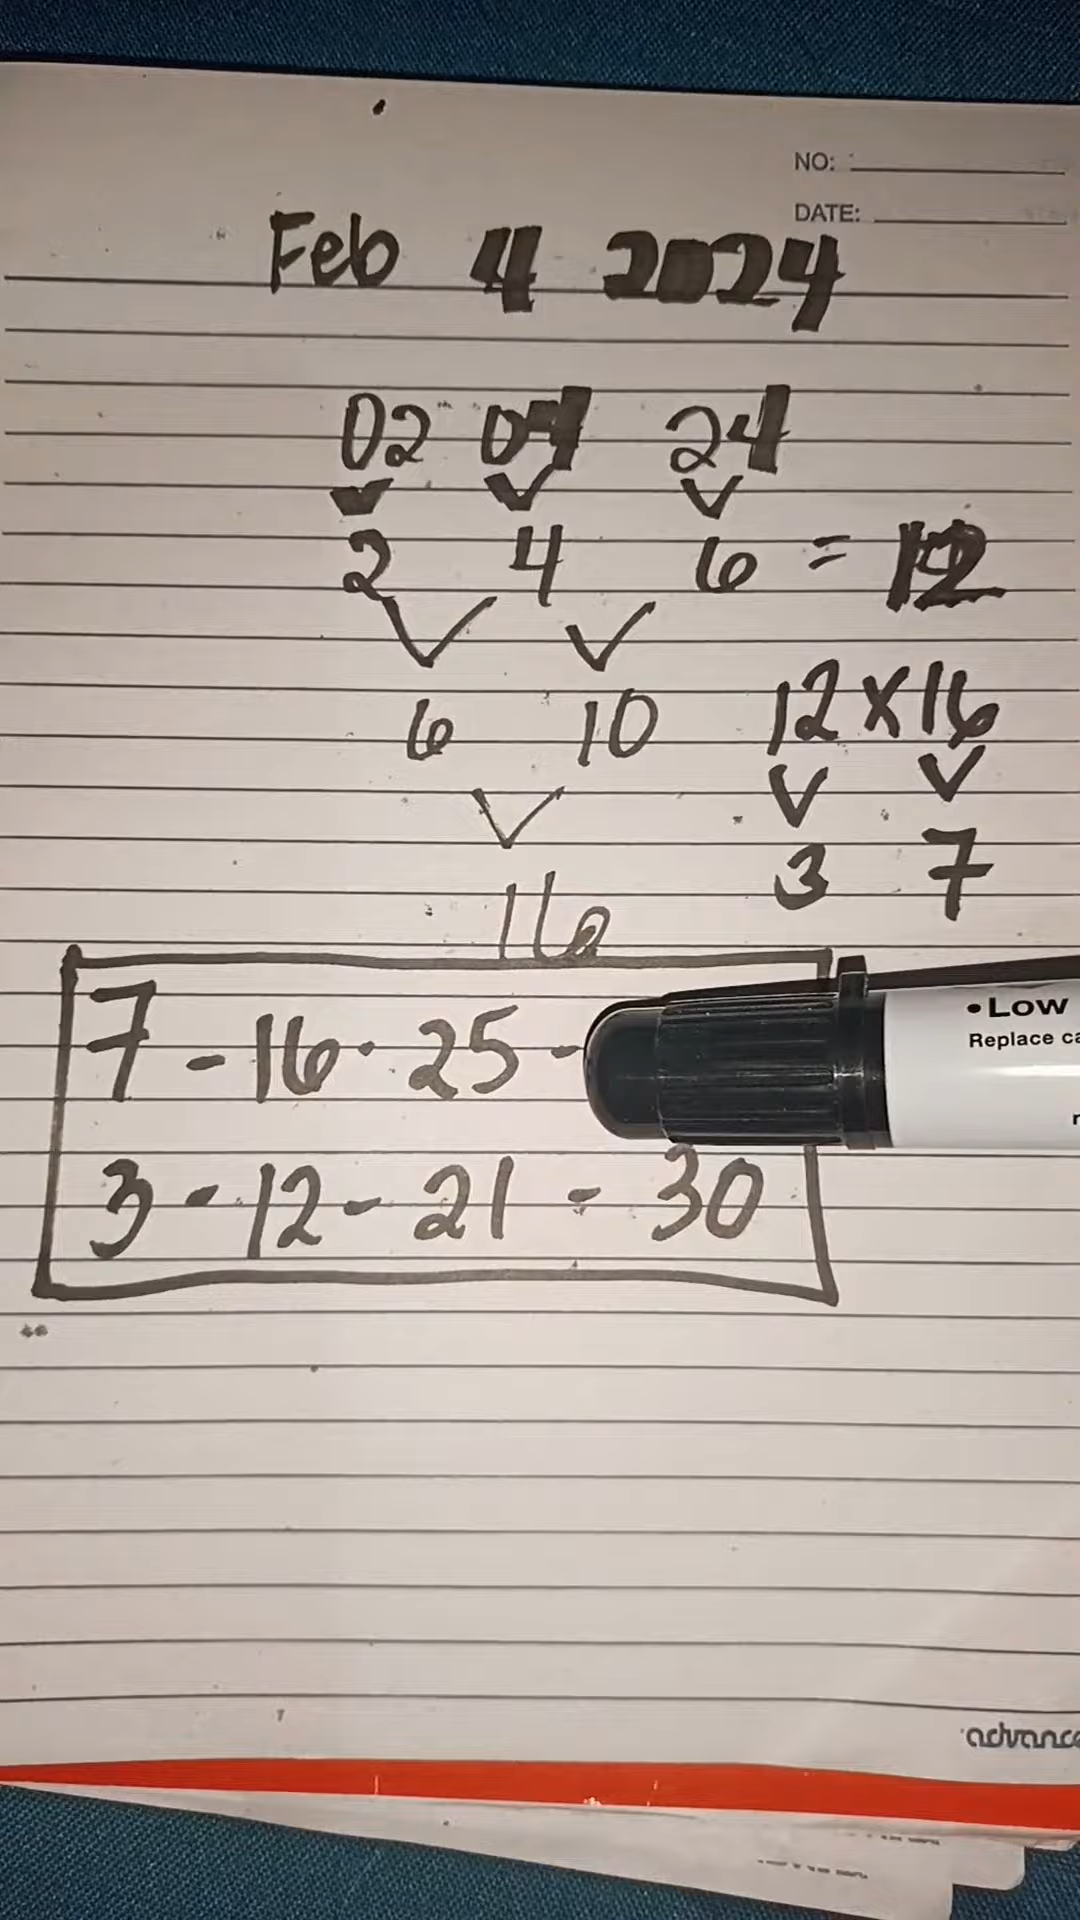 NO:
DATE:
Feb 4 2024
02 04 24
2 4 6 = 12
6 10 12 X 16
3 7
16
7 - 16 - 25 -
3 - 12 - 21 - 30
• Low
Replace ca
advance